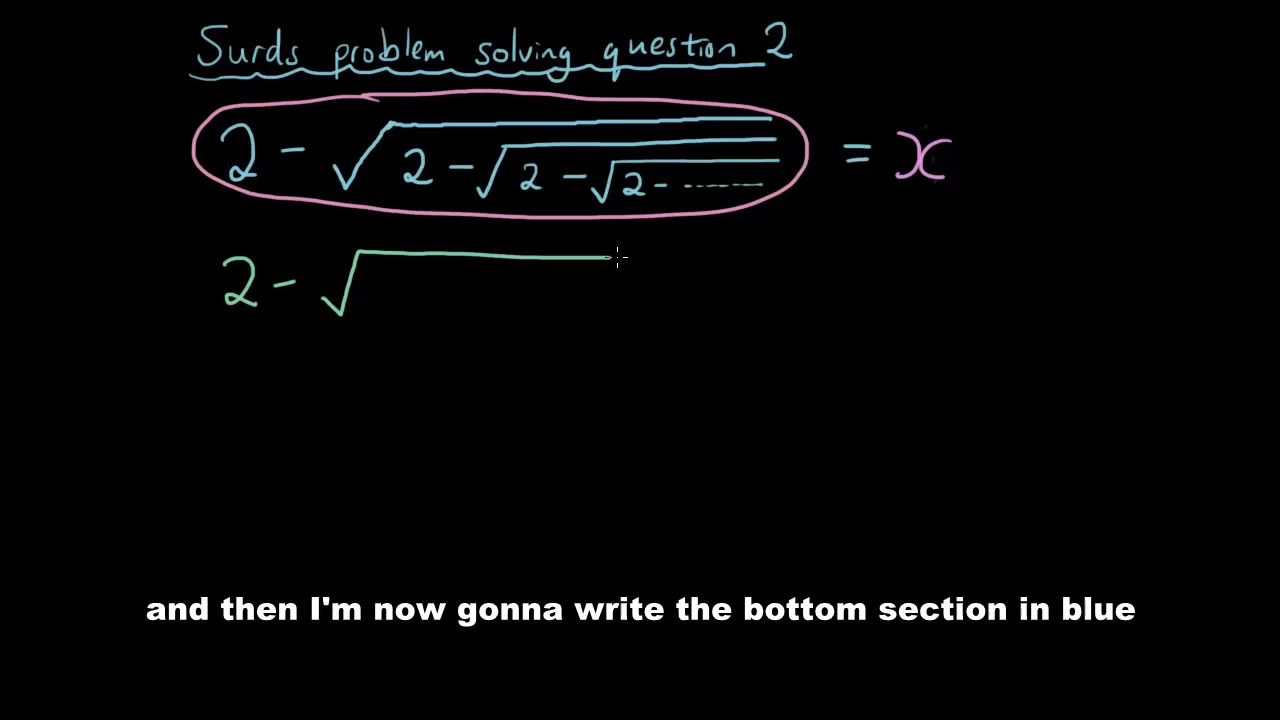 Surds problem solving question 2
2 - √(2 - √(2 - √(2 - ........))) = x
2 - √
and then I'm now gonna write the bottom section in blue